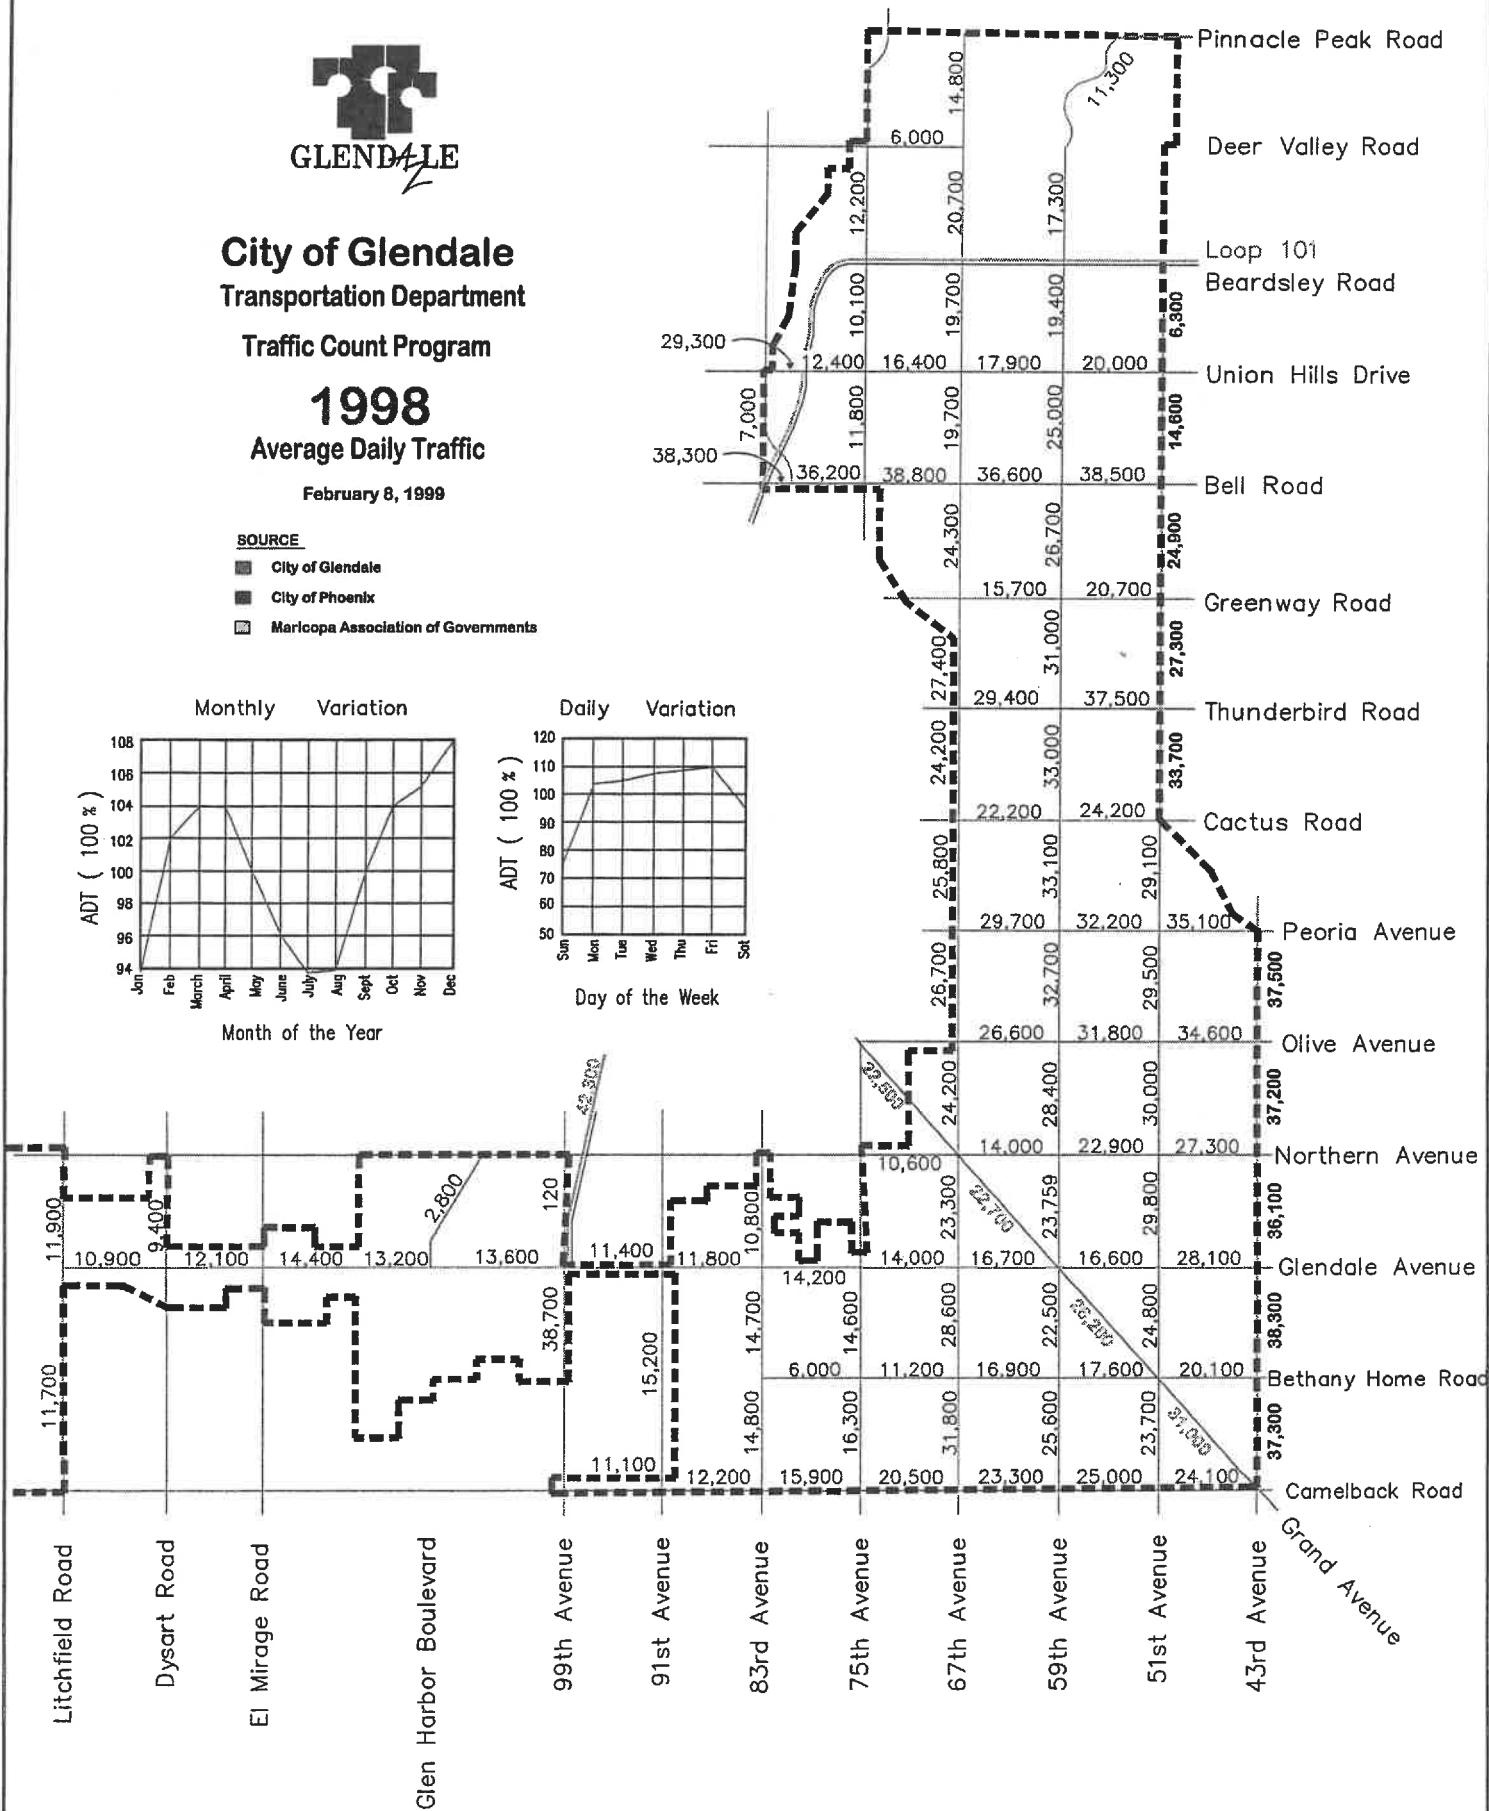 GLENDALE
City of Glendale
Transportation Department
Traffic Count Program
1998
Average Daily Traffic
February 8, 1999
SOURCE
City of Glendale
City of Phoenix
Maricopa Association of Governments
Pinnacle Peak Road
14,800
11,300
6,000
Deer Valley Road
12,200
20,700
17,300
Loop 101
Beardsley Road
10,100
19,700
19,400
6,300
29,300
12,400 16,400 17,900 20,000
Union Hills Drive
7,000
11,800
19,700
25,000
14,600
38,300
36,200 38,800 36,600 38,500
Bell Road
24,300
26,700
24,900
15,700 20,700
Greenway Road
27,400
31,000
27,300
29,400 37,500
Thunderbird Road
24,200
33,000
33,700
22,200 24,200
Cactus Road
25,800
33,100
29,100
29,700 32,200 35,100
Peoria Avenue
26,700
32,700
29,500
37,500
26,600 31,800 34,600
Olive Avenue
Monthly Variation
ADT ( 100 % )
108
106
104
102
100
98
96
94
Jan Feb March April May June July Aug Sept Oct Nov Dec
Month of the Year
Daily Variation
ADT ( 100 % )
120
110
100
90
80
70
60
50
Sun Mon Tue Wed Thu Fri Sat
Day of the Week
22,500
24,200
28,400
30,000
37,200
10,600 14,000 22,900 27,300
Northern Avenue
11,900
9,400
2,800
120
10,800
23,300
22,700
23,759
29,800
36,100
10,900 12,100 14,400 13,200 13,600 11,400 11,800 14,200 14,000 16,700 16,600 28,100
Glendale Avenue
38,700
14,700
14,600
28,600
22,500
24,800
38,300
11,700
15,200
6,000 11,200 16,900 17,600 20,100
Bethany Home Road
14,800
16,300
31,800
25,600
23,700
31,000
37,300
11,100 12,200 15,900 20,500 23,300 25,000 24,100
Camelback Road
Grand Avenue
Litchfield Road
Dysart Road
El Mirage Road
Glen Harbor Boulevard
99th Avenue
91st Avenue
83rd Avenue
75th Avenue
67th Avenue
59th Avenue
51st Avenue
43rd Avenue